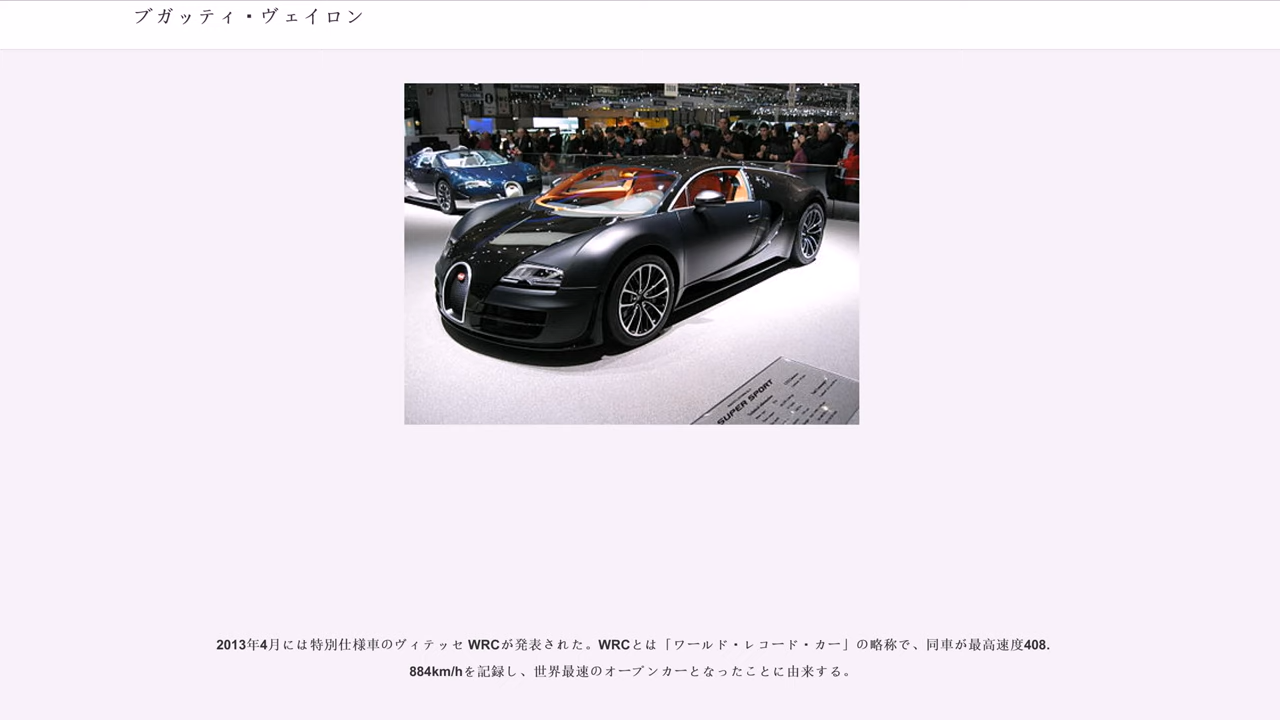 ブガッティ・ヴェイロン
SUPER SPORT
2013年4月には特別仕様車のヴィテッセ WRCが発表された。WRCとは「ワールド・レコード・カー」の略称で、同車が最高速度408.
884km/hを記録し、世界最速のオープンカーとなったことに由来する。